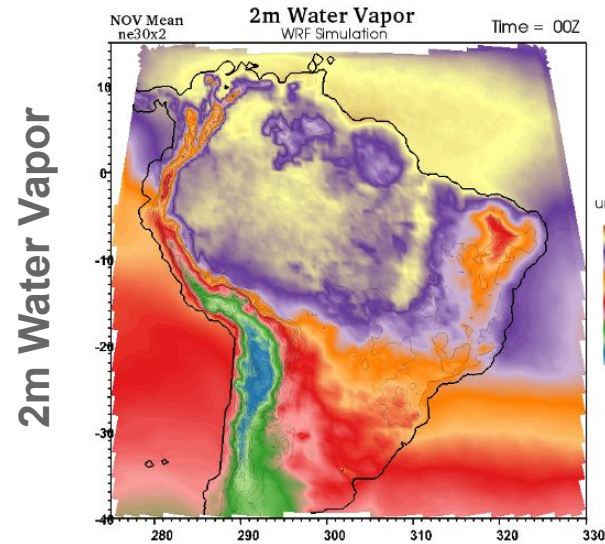 2m Water Vapor
NOV Mean
ne30x2
2m Water Vapor
WRF Simulation
Time = 00Z
10
0
-10
-20
-30
-40
280
290
300
310
320
330